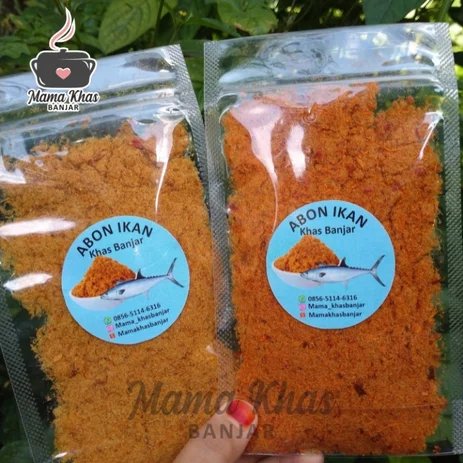 Mama Khas
BANJAR
ABON IKAN
Khas Banjar
0856-5114-6316
Mama_khasbanjar
Mamakhasbanjar
ABON IKAN
Khas Banjar
0856-5114-6316
Mama_khasbanjar
Mamakhasbanjar
Mama Khas
BANJAR